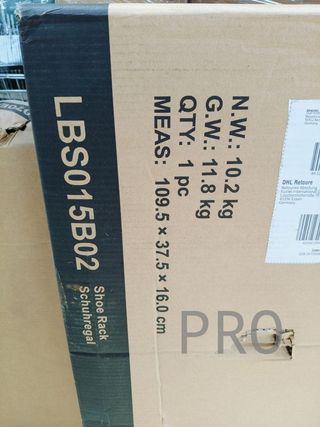 LBS015B02
Shoe Rack
Schuhregal
N.W.: 10.2 kg
G.W.: 11.8 kg
QTY: 1 pc
MEAS: 109.5 × 37.5 × 16.0 cm
DHL Retoure
Germany
PRO